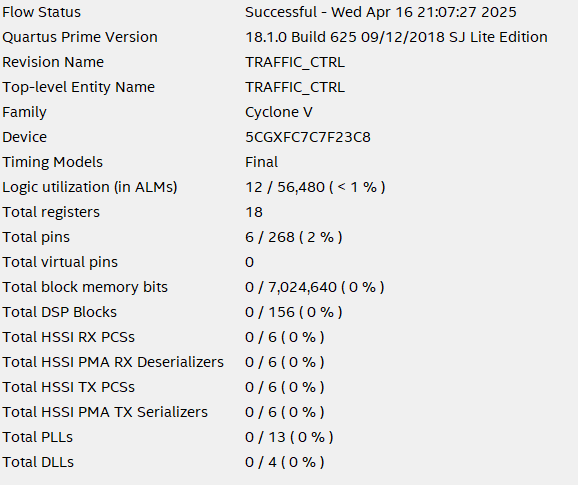 Flow Status Successful - Wed Apr 16 21:07:27 2025
Quartus Prime Version 18.1.0 Build 625 09/12/2018 SJ Lite Edition
Revision Name TRAFFIC_CTRL
Top-level Entity Name TRAFFIC_CTRL
Family Cyclone V
Device 5CGXFC7C7F23C8
Timing Models Final
Logic utilization (in ALMs) 12 / 56,480 ( < 1 % )
Total registers 18
Total pins 6 / 268 ( 2 % )
Total virtual pins 0
Total block memory bits 0 / 7,024,640 ( 0 % )
Total DSP Blocks 0 / 156 ( 0 % )
Total HSSI RX PCSs 0 / 6 ( 0 % )
Total HSSI PMA RX Deserializers 0 / 6 ( 0 % )
Total HSSI TX PCSs 0 / 6 ( 0 % )
Total HSSI PMA TX Serializers 0 / 6 ( 0 % )
Total PLLs 0 / 13 ( 0 % )
Total DLLs 0 / 4 ( 0 % )